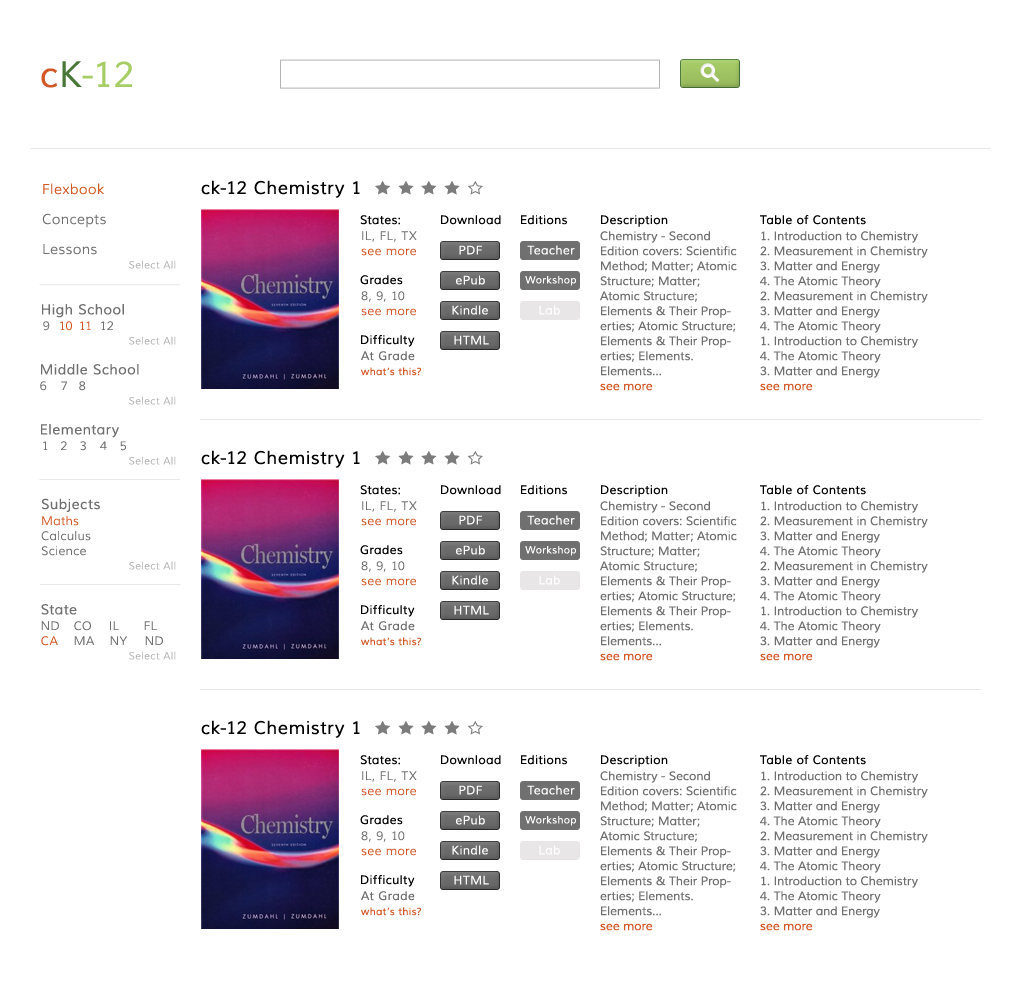 cK-12
Flexbook
Concepts
Lessons
Select All
High School
9 10 11 12
Select All
Middle School
6 7 8
Select All
Elementary
1 2 3 4 5
Select All
Subjects
Maths
Calculus
Science
Select All
State
ND CO IL FL
CA MA NY ND
Select All
ck-12 Chemistry 1
Chemistry
SEVENTH EDITION
ZUMDAHL | ZUMDAHL
States:
IL, FL, TX
see more
Grades
8, 9, 10
see more
Difficulty
At Grade
what's this?
Download
PDF
ePub
Kindle
HTML
Editions
Teacher
Workshop
Lab
Description
Chemistry - Second
Edition covers: Scientific
Method; Matter; Atomic
Structure; Matter;
Atomic Structure;
Elements & Their Prop-
erties; Atomic Structure;
Elements & Their Prop-
erties; Elements.
Elements...
see more
Table of Contents
1. Introduction to Chemistry
2. Measurement in Chemistry
3. Matter and Energy
4. The Atomic Theory
2. Measurement in Chemistry
3. Matter and Energy
4. The Atomic Theory
1. Introduction to Chemistry
4. The Atomic Theory
3. Matter and Energy
see more
ck-12 Chemistry 1
Chemistry
SEVENTH EDITION
ZUMDAHL | ZUMDAHL
States:
IL, FL, TX
see more
Grades
8, 9, 10
see more
Difficulty
At Grade
what's this?
Download
PDF
ePub
Kindle
HTML
Editions
Teacher
Workshop
Lab
Description
Chemistry - Second
Edition covers: Scientific
Method; Matter; Atomic
Structure; Matter;
Atomic Structure;
Elements & Their Prop-
erties; Atomic Structure;
Elements & Their Prop-
erties; Elements.
Elements...
see more
Table of Contents
1. Introduction to Chemistry
2. Measurement in Chemistry
3. Matter and Energy
4. The Atomic Theory
2. Measurement in Chemistry
3. Matter and Energy
4. The Atomic Theory
1. Introduction to Chemistry
4. The Atomic Theory
3. Matter and Energy
see more
ck-12 Chemistry 1
Chemistry
SEVENTH EDITION
ZUMDAHL | ZUMDAHL
States:
IL, FL, TX
see more
Grades
8, 9, 10
see more
Difficulty
At Grade
what's this?
Download
PDF
ePub
Kindle
HTML
Editions
Teacher
Workshop
Lab
Description
Chemistry - Second
Edition covers: Scientific
Method; Matter; Atomic
Structure; Matter;
Atomic Structure;
Elements & Their Prop-
erties; Atomic Structure;
Elements & Their Prop-
erties; Elements.
Elements...
see more
Table of Contents
1. Introduction to Chemistry
2. Measurement in Chemistry
3. Matter and Energy
4. The Atomic Theory
2. Measurement in Chemistry
3. Matter and Energy
4. The Atomic Theory
1. Introduction to Chemistry
4. The Atomic Theory
3. Matter and Energy
see more